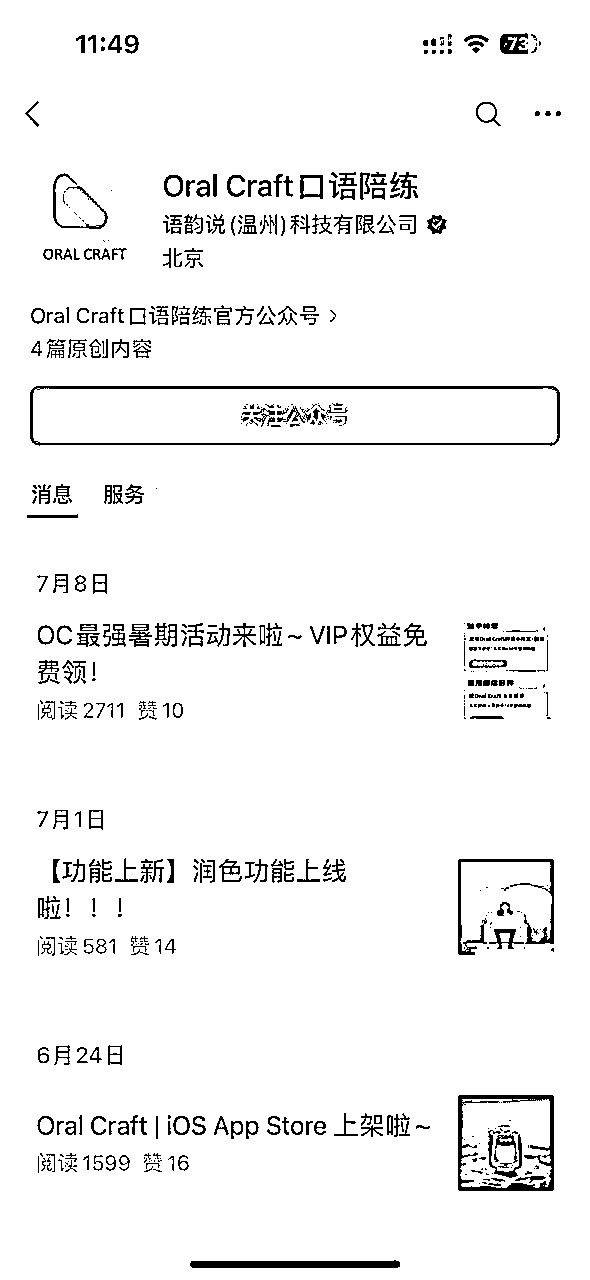 11:49
73
Oral Craft口语陪练
语韵说(温州)科技有限公司
ORAL CRAFT
北京
Oral Craft口语陪练官方公众号 >
4篇原创内容
关注公众号
消息 服务
7月8日
OC最强暑期活动来啦~ VIP权益免
费领!
阅读 2711 赞 10
7月1日
【功能上新】润色功能上线
啦!!!
阅读 581 赞 14
6月24日
Oral Craft | iOS App Store 上架啦~
阅读 1599 赞 16